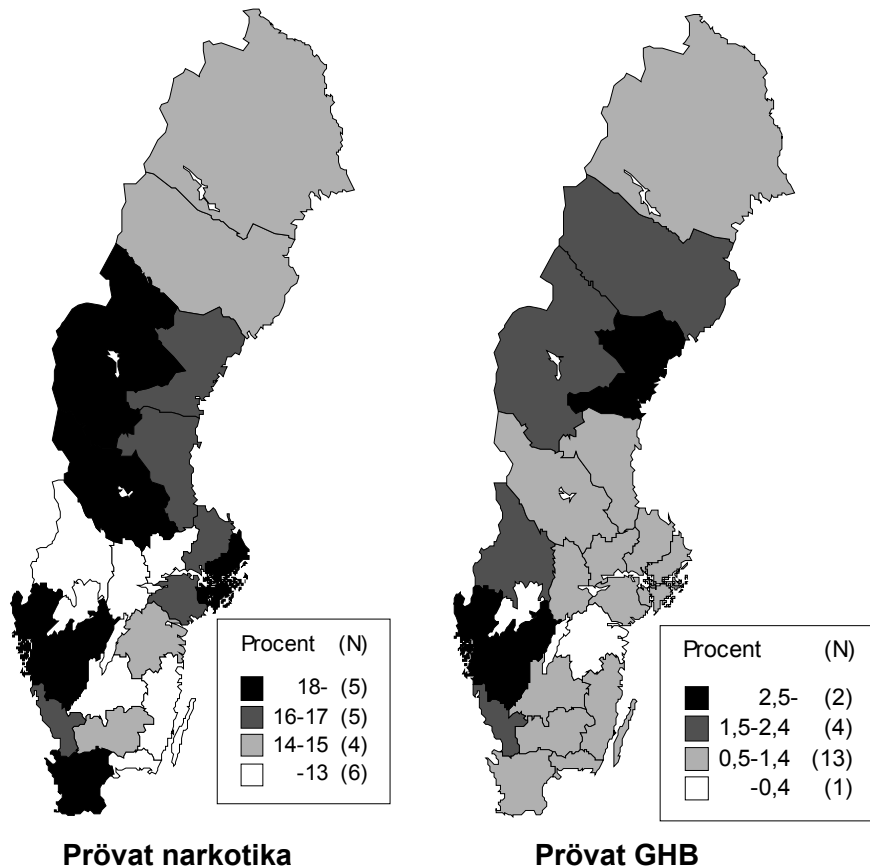 Procent (N)
18- (5)
16-17 (5)
14-15 (4)
-13 (6)
Prövat narkotika
Procent (N)
2,5- (2)
1,5-2,4 (4)
0,5-1,4 (13)
-0,4 (1)
Prövat GHB